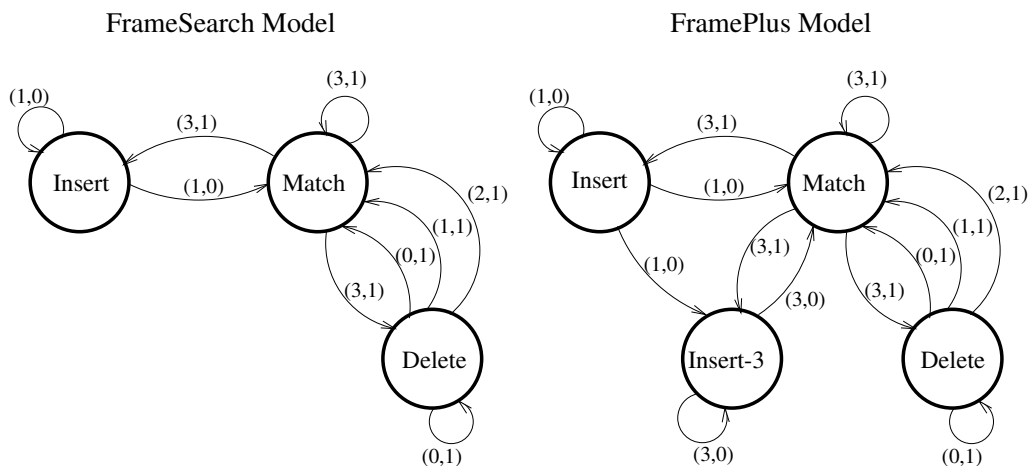 FrameSearch Model
(1,0)
(3,1)
(3,1)
Insert
Match
(1,0)
(2,1)
(1,1)
(0,1)
(3,1)
Delete
(0,1)
FramePlus Model
(1,0)
(3,1)
(3,1)
Insert
Match
(1,0)
(2,1)
(1,1)
(0,1)
(3,1)
(1,0)
(3,0)
(3,1)
Insert-3
Delete
(3,0)
(0,1)